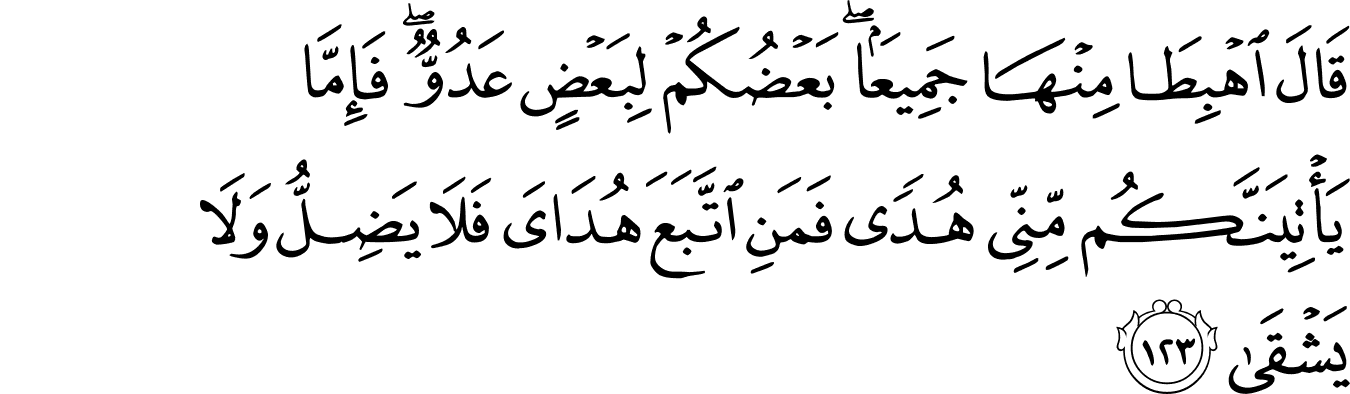 قَالَ ٱهْبِطَا مِنْهَا جَمِيعًۢا ۖ بَعْضُكُمْ لِبَعْضٍ عَدُوٌّ ۖ فَإِمَّا
يَأْتِيَنَّكُم مِّنِّى هُدًى فَمَنِ ٱتَّبَعَ هُدَاىَ فَلَا يَضِلُّ وَلَا
يَشْقَىٰ ١٢٣